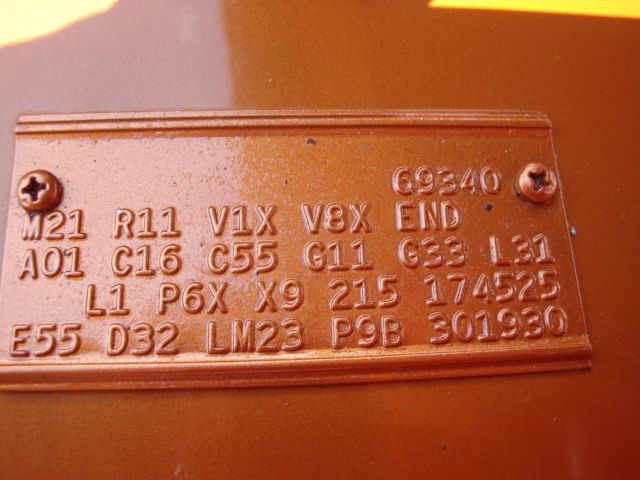 69340
M21 R11 V1X V8X END
A01 C16 C55 G11 G33 L31
L1 P6X X9 215 174525
E55 D32 LM23 P9B 301930